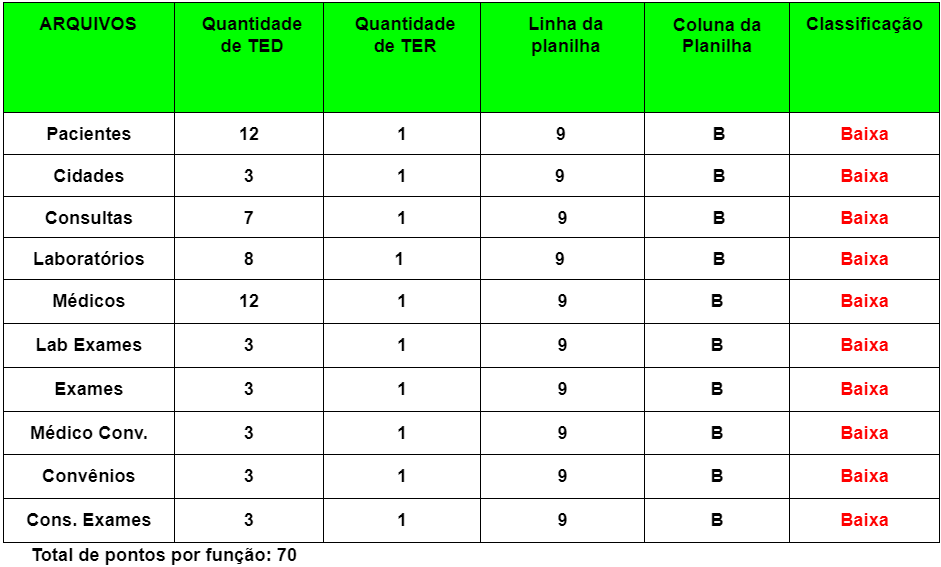 ARQUIVOS Quantidade de TED Quantidade de TER Linha da planilha Coluna da Planilha Classificação
Pacientes 12 1 9 B Baixa
Cidades 3 1 9 B Baixa
Consultas 7 1 9 B Baixa
Laboratórios 8 1 9 B Baixa
Médicos 12 1 9 B Baixa
Lab Exames 3 1 9 B Baixa
Exames 3 1 9 B Baixa
Médico Conv. 3 1 9 B Baixa
Convênios 3 1 9 B Baixa
Cons. Exames 3 1 9 B Baixa
Total de pontos por função: 70